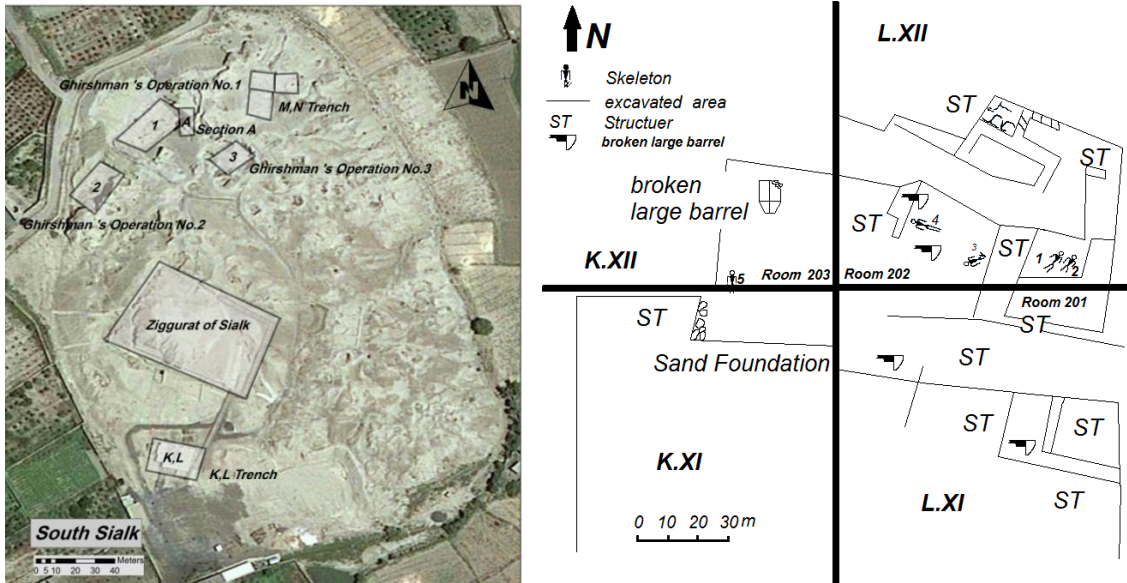 Ghirshman 's Operation No.1
M,N Trench
N
1
A
Section A
3
Ghirshman 's Operation No.3
2
Ghirshman 's Operation No.2
Ziggurat of Sialk
K,L
K,L Trench
South Sialk
Meters
0 5 10 20 30 40
N
Skeleton
excavated area
ST Structuer
broken large barrel
L.XII
ST
ST
broken
large barrel
ST
4
3
ST
1
2
K.XII
5
Room 203
Room 202
Room 201
ST
ST
ST
Sand Foundation
ST
ST
K.XI
L.XI
ST
0 10 20 30 m